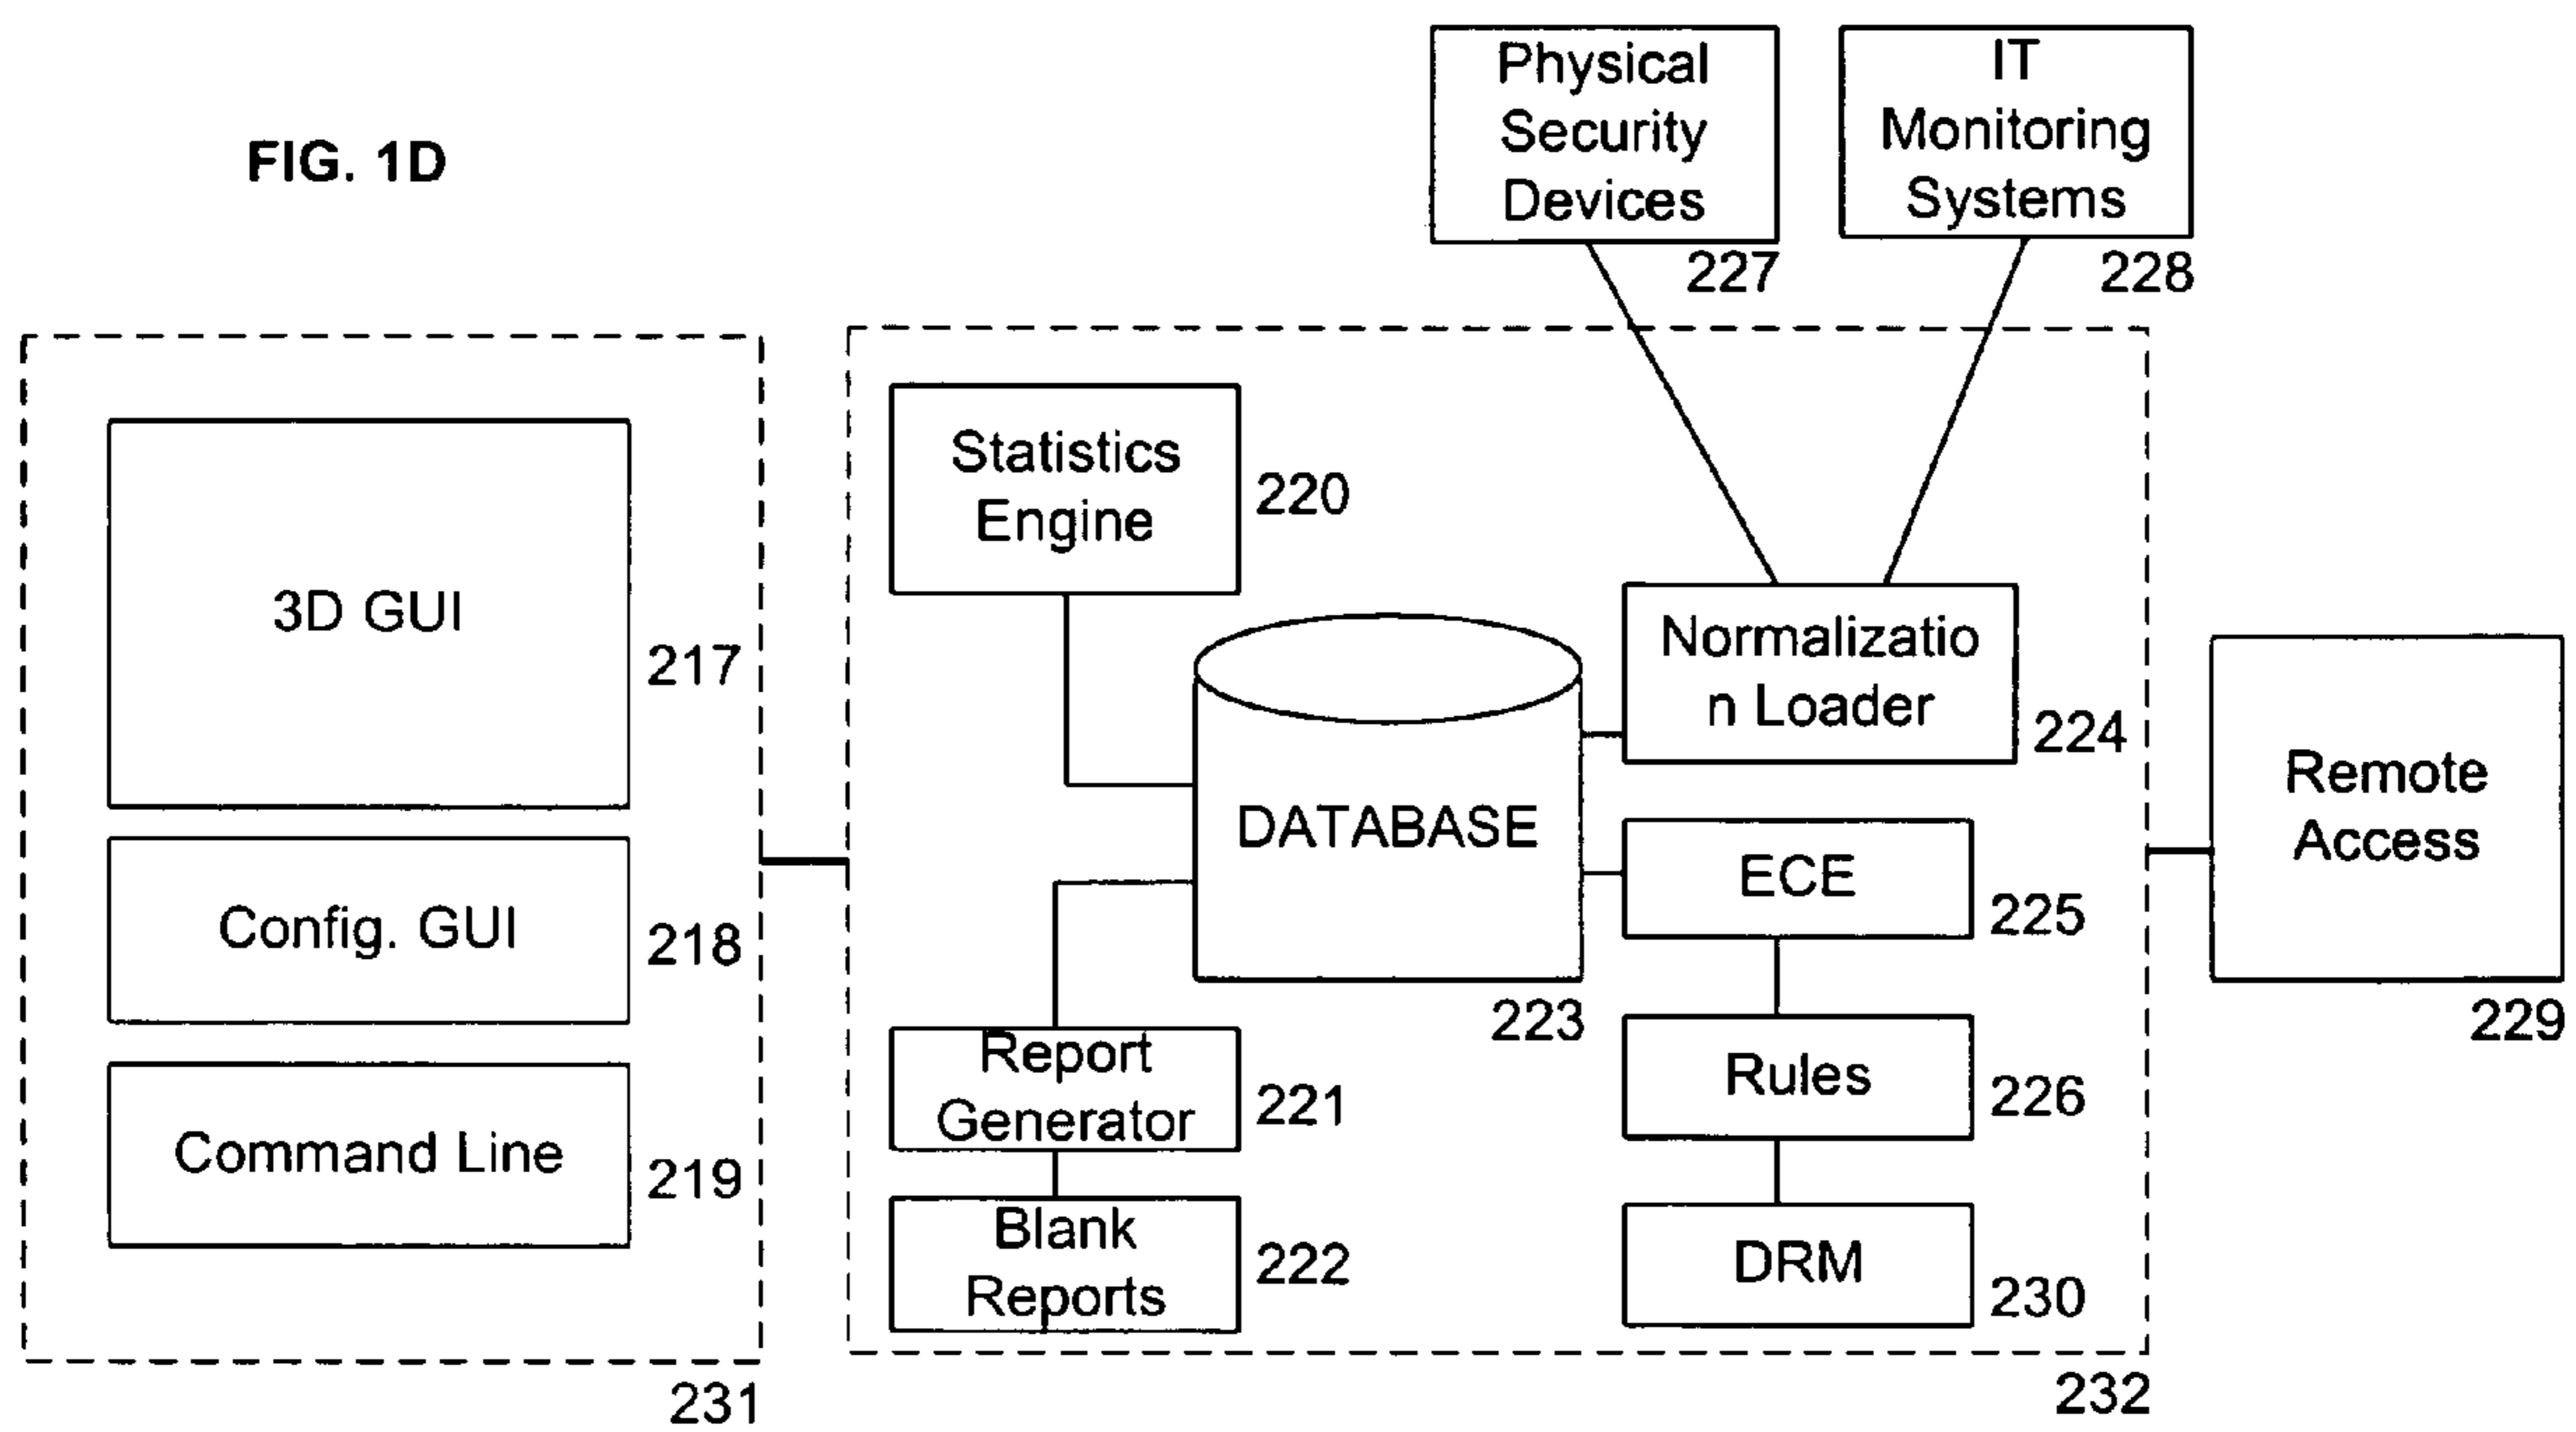 FIG. 1D
Physical
Security
Devices
227
IT
Monitoring
Systems
228
3D GUI
217
Config. GUI
218
Command Line
219
231
Statistics
Engine
220
DATABASE
223
Normalizatio
n Loader
224
ECE
225
Report
Generator
221
Rules
226
Blank
Reports
222
DRM
230
232
Remote
Access
229